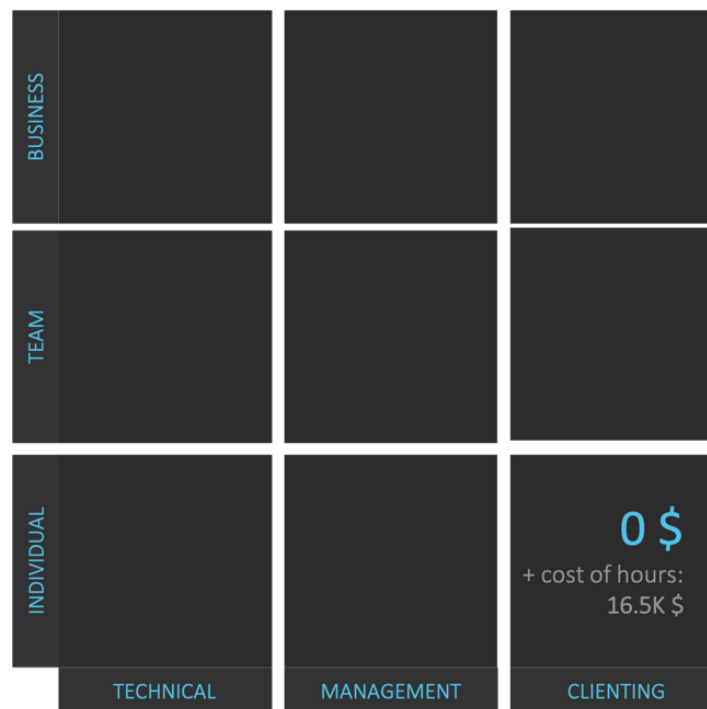 BUSINESS
TEAM
INDIVIDUAL
0 $
+ cost of hours:
16.5K $
TECHNICAL
MANAGEMENT
CLIENTING